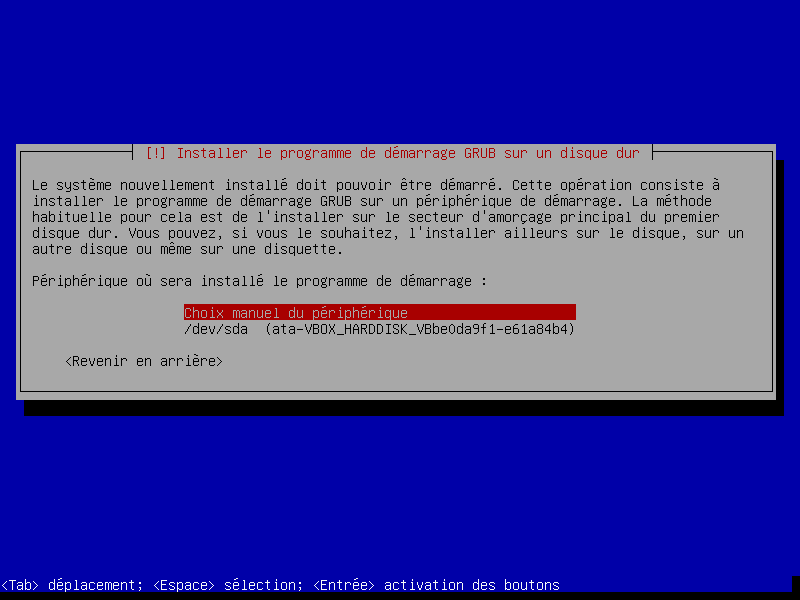 [!] Installer le programme de démarrage GRUB sur un disque dur
Le système nouvellement installé doit pouvoir être démarré. Cette opération consiste à
installer le programme de démarrage GRUB sur un périphérique de démarrage. La méthode
habituelle pour cela est de l'installer sur le secteur d'amorçage principal du premier
disque dur. Vous pouvez, si vous le souhaitez, l'installer ailleurs sur le disque, sur un
autre disque ou même sur une disquette.
Périphérique où sera installé le programme de démarrage :
Choix manuel du périphérique
/dev/sda  (ata-VBOX_HARDDISK_VBbe0da9f1-e61a84b4)
<Revenir en arrière>
<Tab> déplacement; <Espace> sélection; <Entrée> activation des boutons